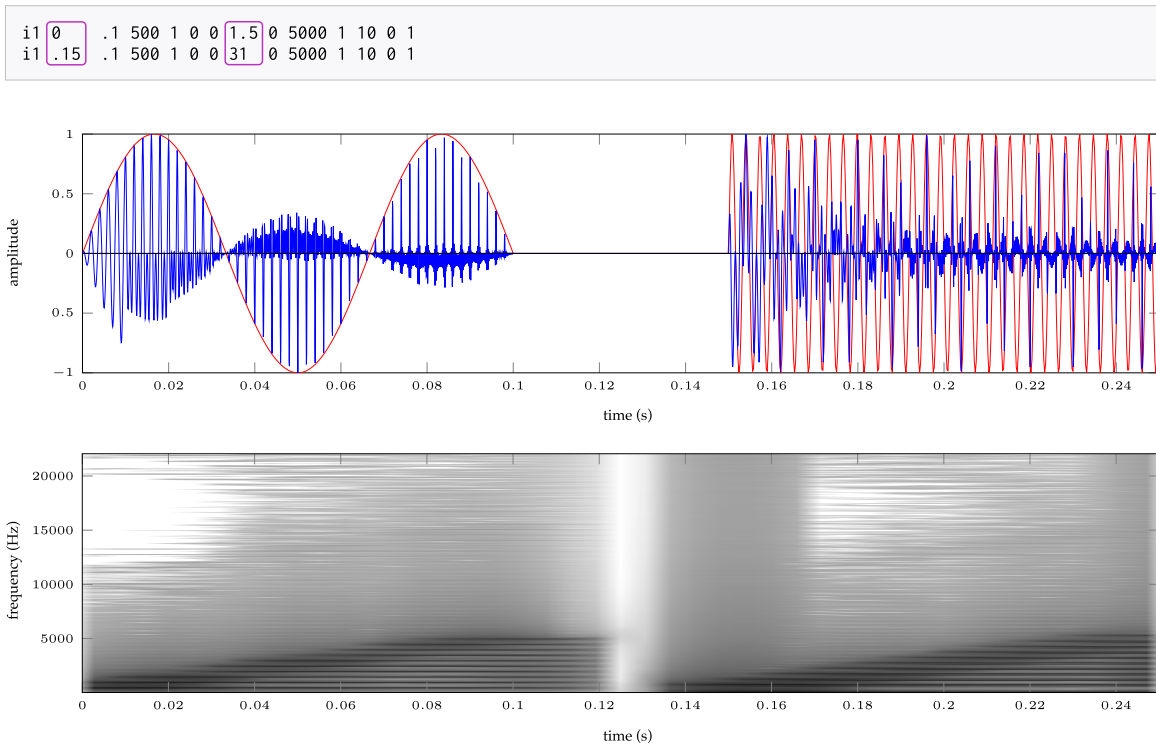 i1 0 .1 500 1 0 0 1.5 0 5000 1 10 0 1
i1 .15 .1 500 1 0 0 31 0 5000 1 10 0 1
1
0.5
0
0.5
−1
amplitude
0 0.02 0.04 0.06 0.08 0.1 0.12 0.14 0.16 0.18 0.2 0.22 0.24
time (s)
20000
15000
10000
5000
frequency (Hz)
0 0.02 0.04 0.06 0.08 0.1 0.12 0.14 0.16 0.18 0.2 0.22 0.24
time (s)